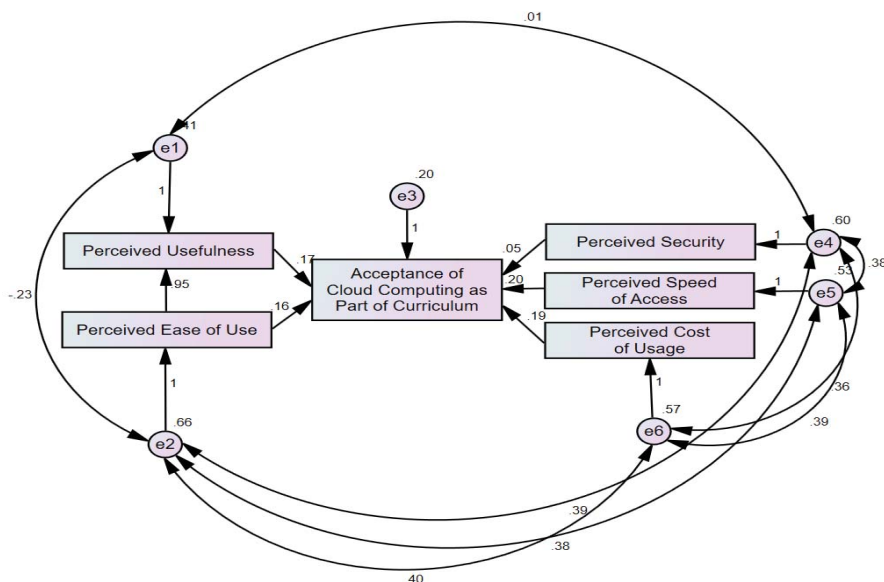 .01
.41
e1
.20
e3
1
1
.60
e4
Perceived Usefulness
.17
Acceptance of
Cloud Computing as
Part of Curriculum
.05
Perceived Security
1
.38
.53
e5
.95
.20
Perceived Speed
of Access
1
-.23
Perceived Ease of Use
.16
.19
Perceived Cost
of Usage
1
1
.36
.39
.66
e2
.57
e6
.39
.38
.40